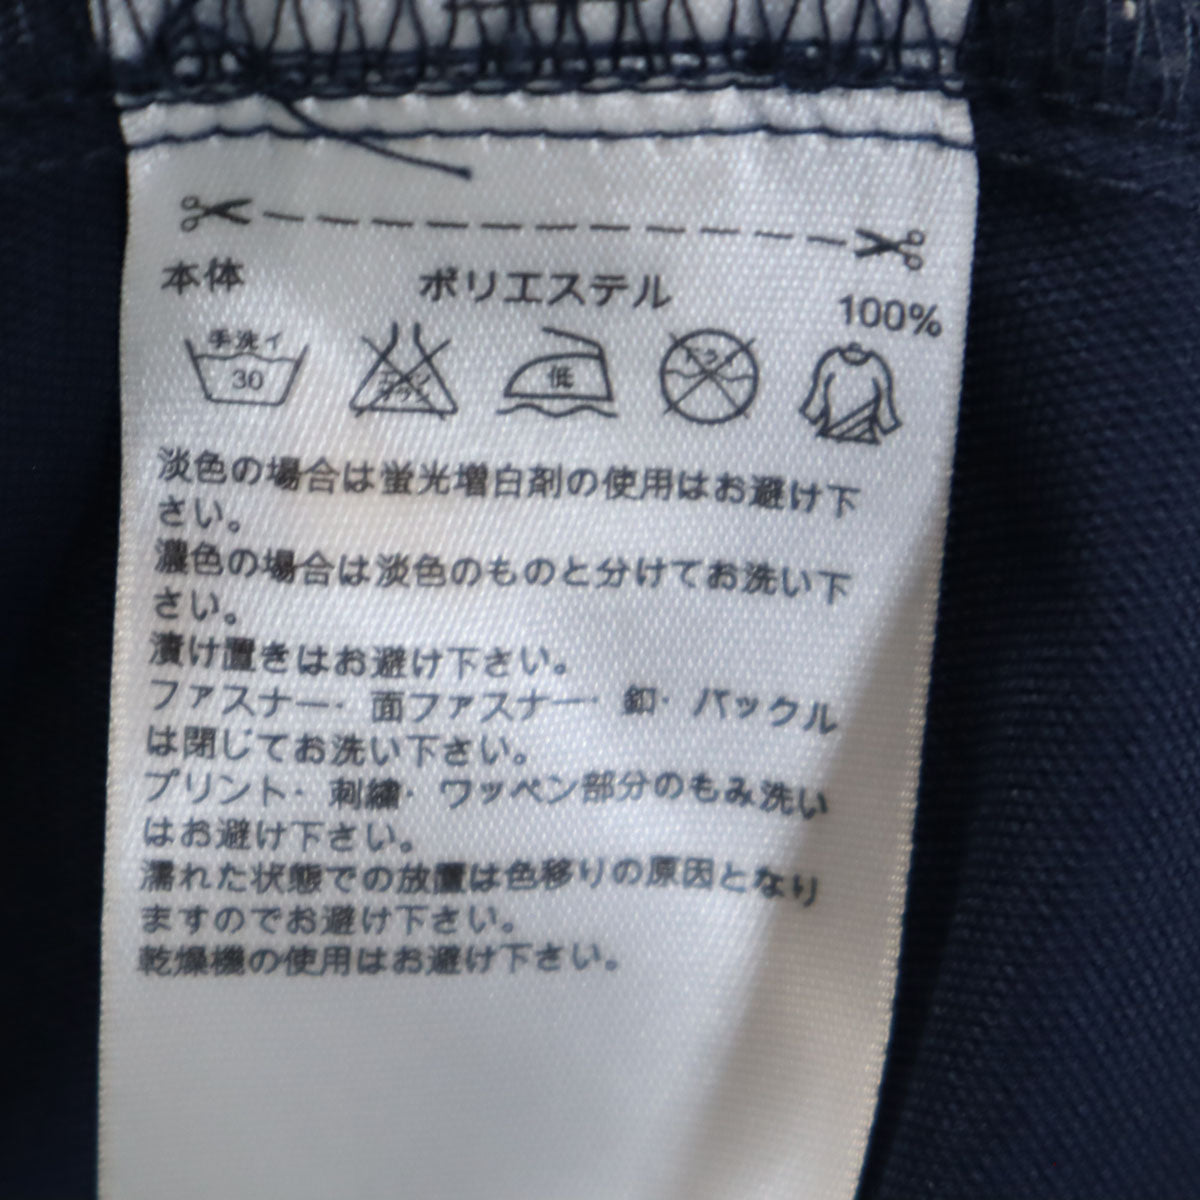 本体 ポリエステル 100%
手洗イ 30 低 ドライ
淡色の場合は蛍光増白剤の使用はお避け下
さい。
濃色の場合は淡色のものと分けてお洗い下
さい。
漬け置きはお避け下さい。
ファスナー・面ファスナー・釦・バックル
は閉じてお洗い下さい。
プリント・刺繍・ワッペン部分のもみ洗い
はお避け下さい。
濡れた状態での放置は色移りの原因となり
ますのでお避け下さい。
乾燥機の使用はお避け下さい。